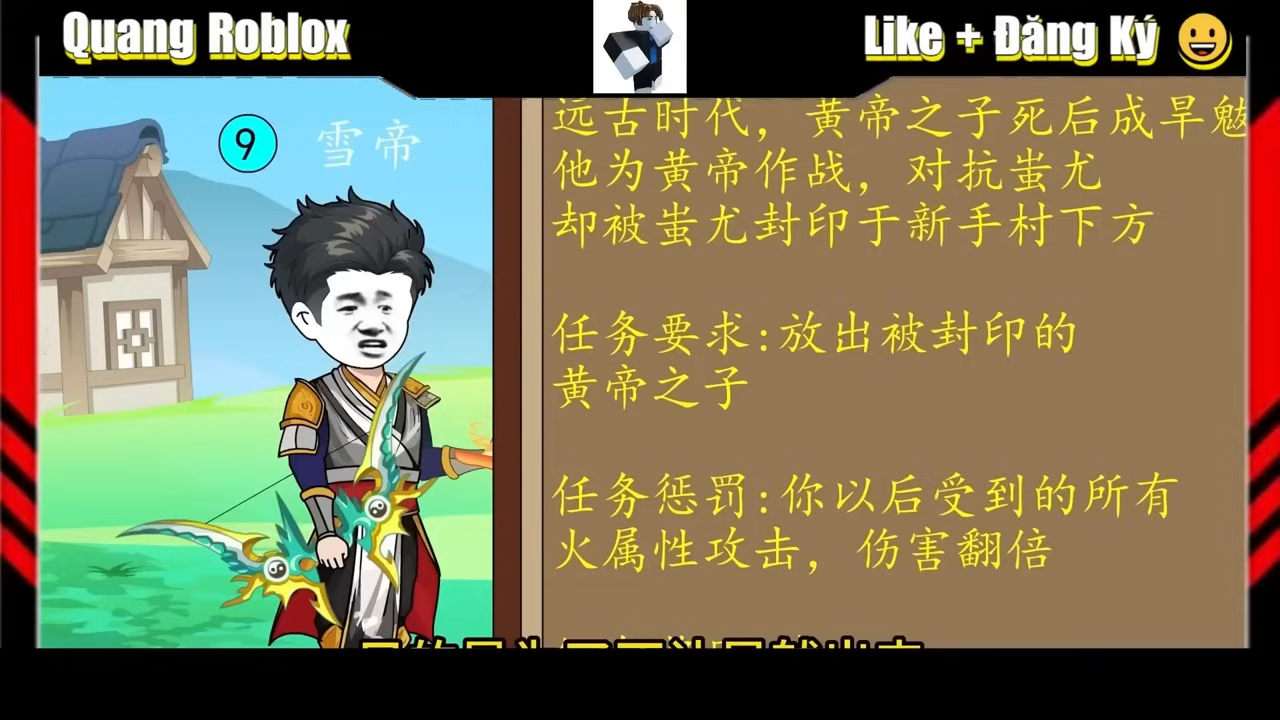 Quang Roblox
Like + Đăng Ký
9
雪帝
远古时代，黄帝之子死后成旱魃
他为黄帝作战，对抗蚩尤
却被蚩尤封印于新手村下方
任务要求:放出被封印的
黄帝之子
任务惩罚:你以后受到的所有
火属性攻击，伤害翻倍